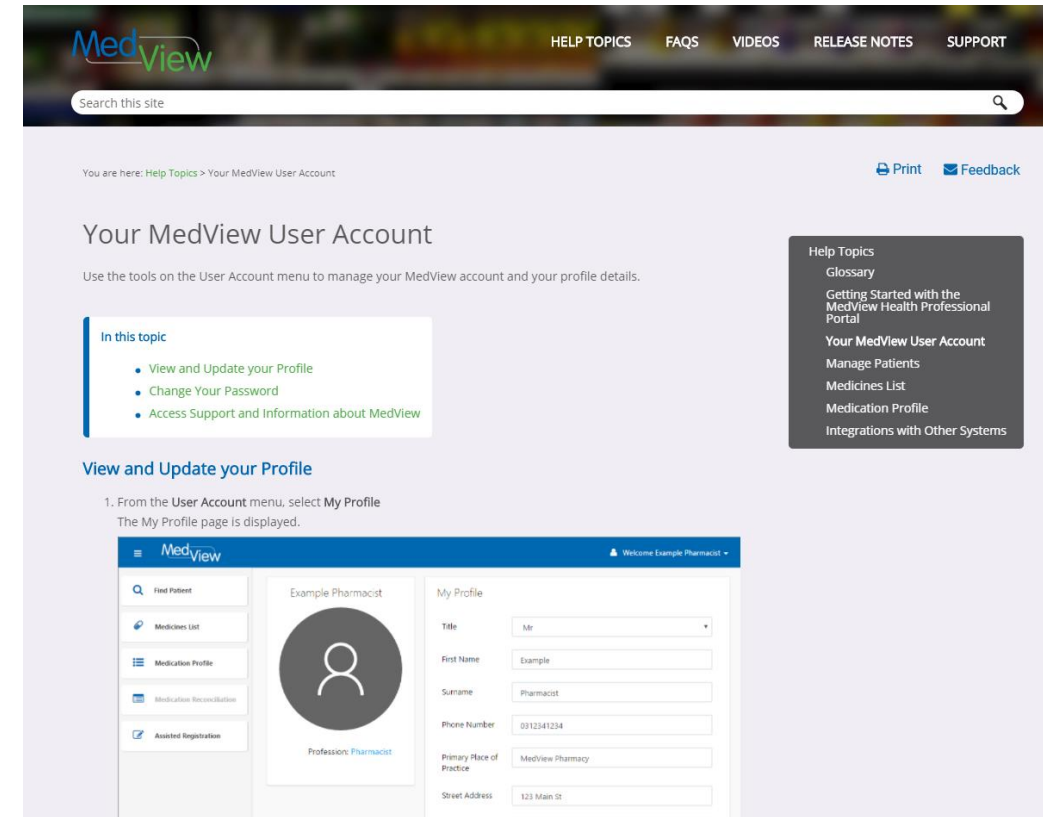 MedView
HELP TOPICS FAQS VIDEOS RELEASE NOTES SUPPORT
Search this site
You are here: Help Topics > Your MedView User Account
Print Feedback
Your MedView User Account
Use the tools on the User Account menu to manage your MedView account and your profile details.
In this topic
View and Update your Profile
Change Your Password
Access Support and Information about MedView
Help Topics
Glossary
Getting Started with the
MedView Health Professional
Portal
Your MedView User Account
Manage Patients
Medicines List
Medication Profile
Integrations with Other Systems
View and Update your Profile
1. From the User Account menu, select My Profile
The My Profile page is displayed.
MedView
Welcome Example Pharmacist
Find Patient
Medicines List
Medication Profile
Medication Reconciliation
Assisted Registration
Example Pharmacist
Profession: Pharmacist
My Profile
Title Mr
First Name Example
Surname Pharmacist
Phone Number 0312341234
Primary Place of
Practice MedView Pharmacy
Street Address 123 Main St